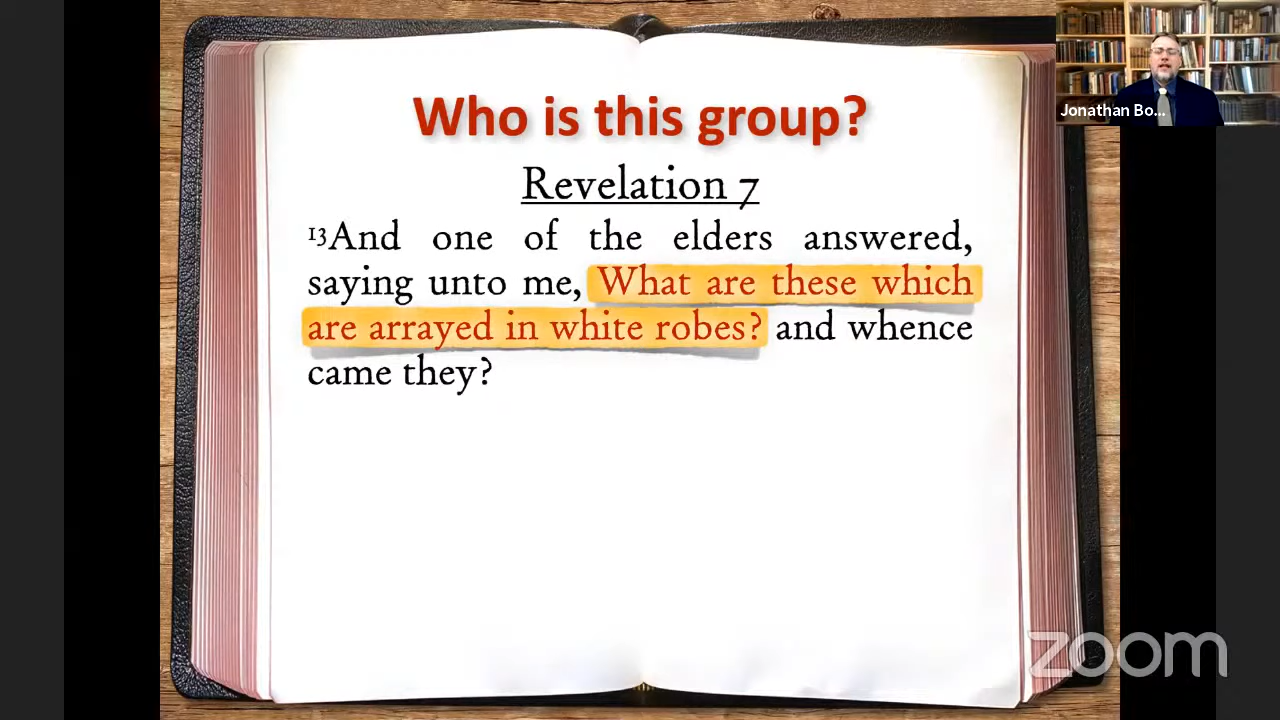 Who is this group?
Revelation 7
¹³And one of the elders answered,
saying unto me, What are these which
are arrayed in white robes? and whence
came they?
Jonathan Bo...
zoom